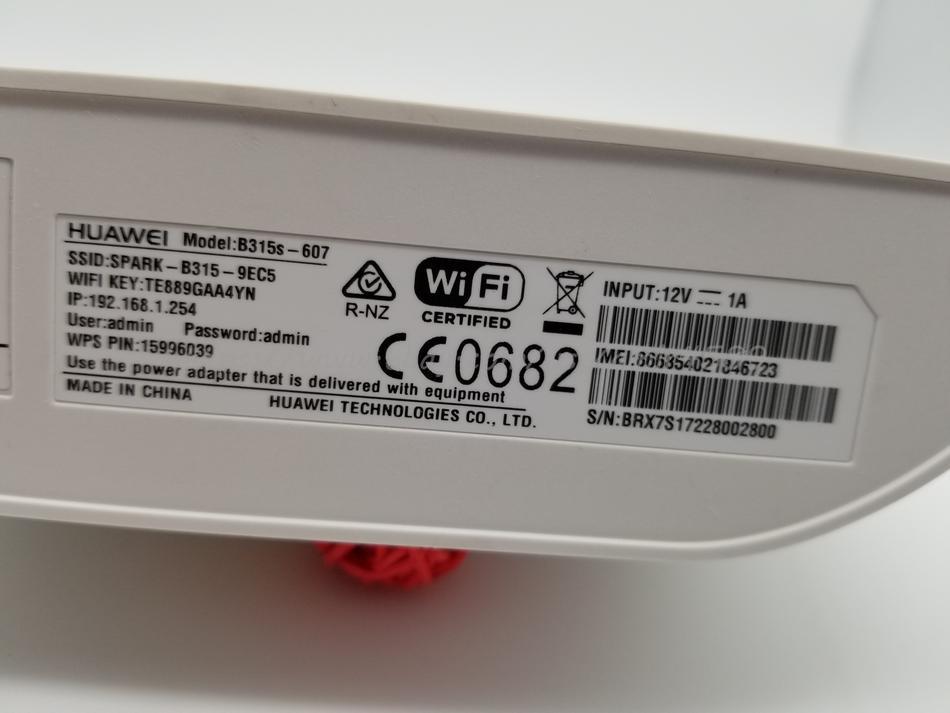 HUAWEI Model:B315s-607
SSID:SPARK-B315-9EC5
WIFI KEY:TE889GAA4YN
IP:192.168.1.254
User:admin Password:admin
WPS PIN:15996039
Use the power adapter that is delivered with equipment
MADE IN CHINA HUAWEI TECHNOLOGIES CO., LTD.
R-NZ
WiFi
CERTIFIED
CE0682
INPUT:12V ⎓ 1A
IMEI:866854021846723
S/N:BRX7S17228002800